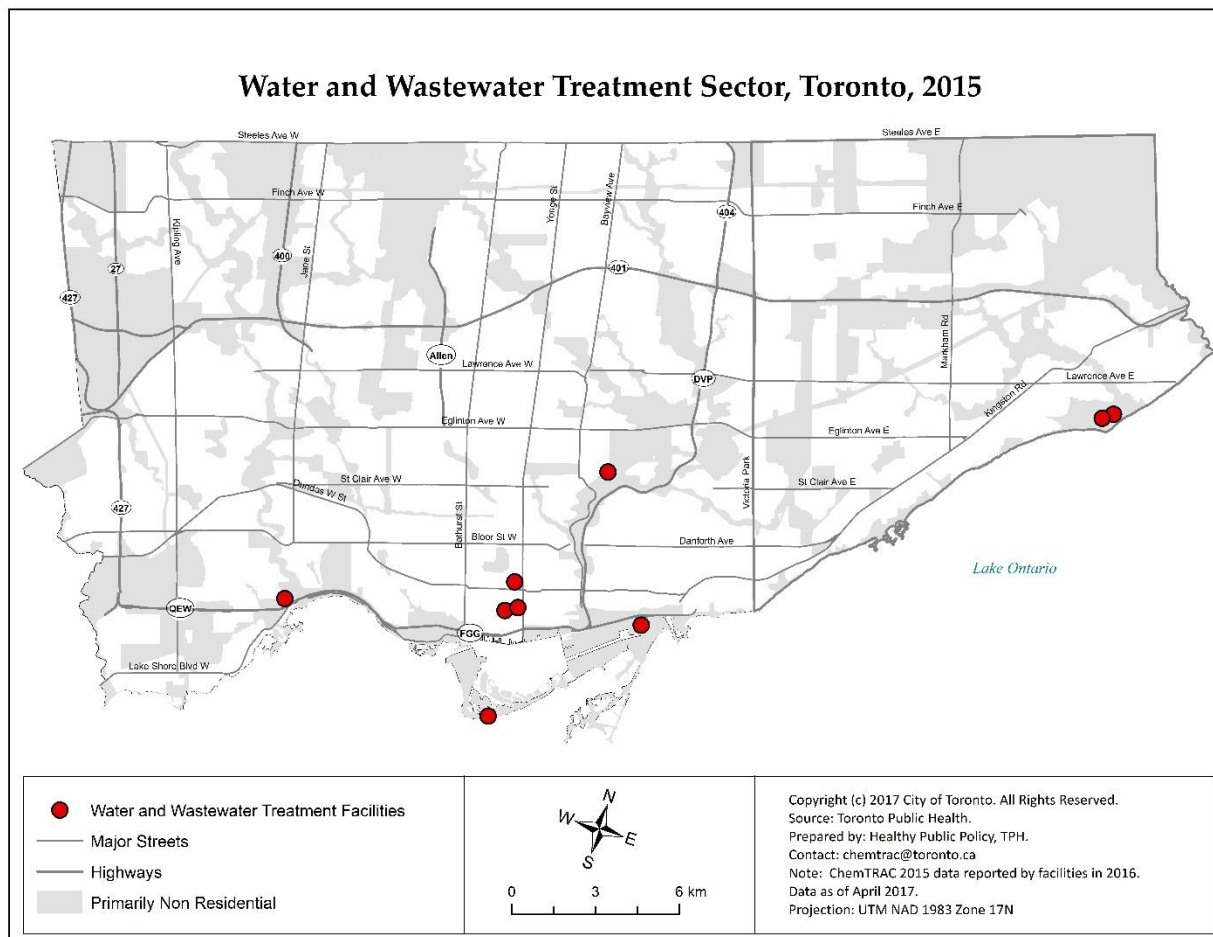 Water and Wastewater Treatment Sector, Toronto, 2015
Steeles Ave W
Steeles Ave E
Finch Ave W
Finch Ave E
Kipling Ave
Jane St
Yonge St
Bayview Ave
404
27
400
401
427
Allen
Markham Rd
Lawrence Ave W
DVP
Lawrence Ave E
Kingston Rd
Eglinton Ave W
Eglinton Ave E
St Clair Ave W
St Clair Ave E
Dundas W St
Victoria Park
427
Bathurst St
Bloor St W
Danforth Ave
Lake Ontario
QEW
FGG
Lake Shore Blvd W
Water and Wastewater Treatment Facilities
Major Streets
Highways
Primarily Non Residential
N
W
E
S
0 3 6 km
Copyright (c) 2017 City of Toronto. All Rights Reserved.
Source: Toronto Public Health.
Prepared by: Healthy Public Policy, TPH.
Contact: chemtrac@toronto.ca
Note: ChemTRAC 2015 data reported by facilities in 2016.
Data as of April 2017.
Projection: UTM NAD 1983 Zone 17N